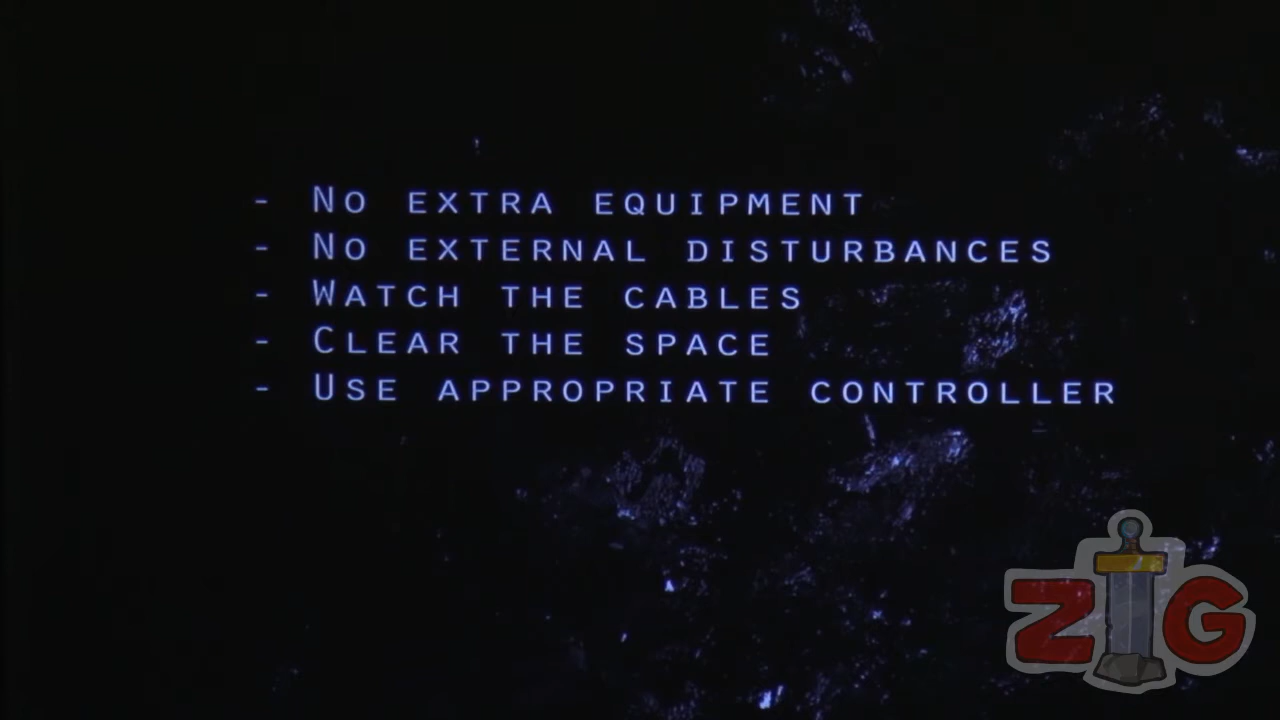 - No extra equipment
- No external disturbances
- Watch the cables
- Clear the space
- Use appropriate controller
ZIG